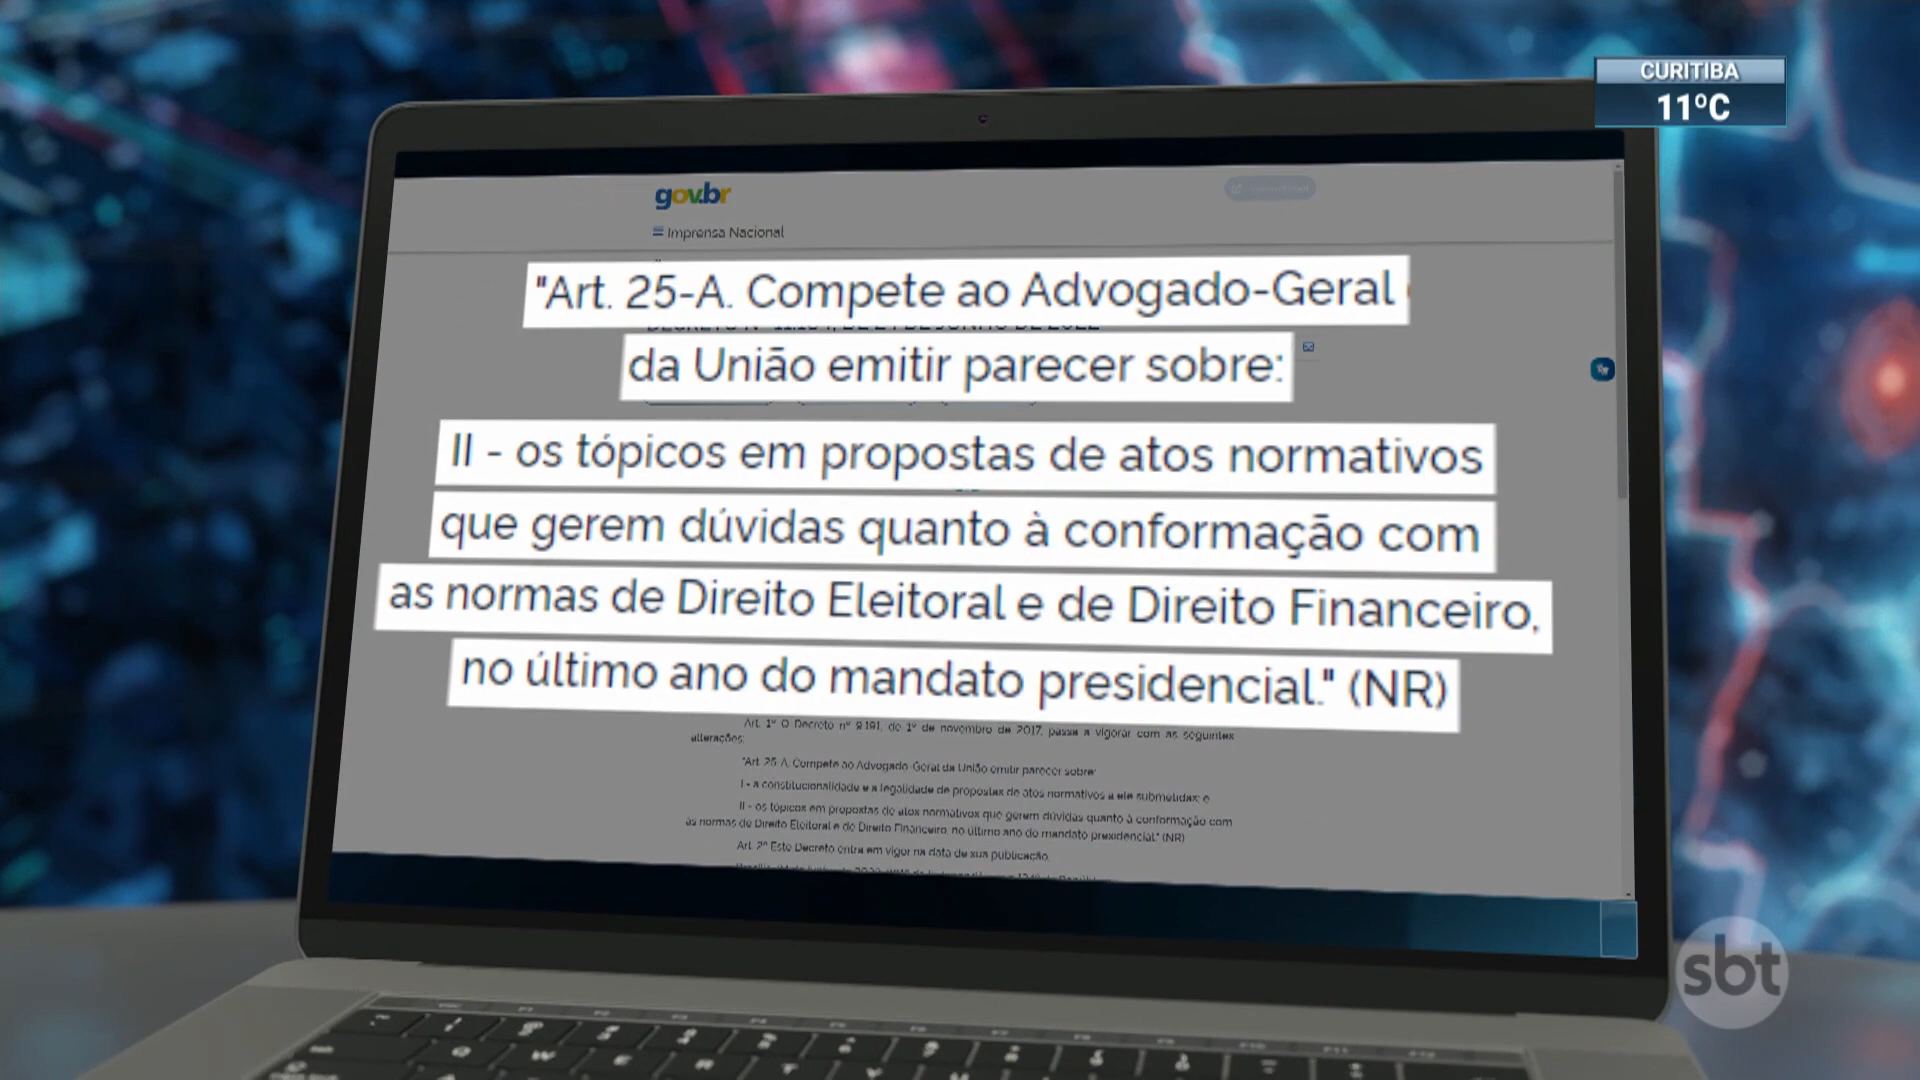 CURITIBA
11ºC
gov.br
Imprensa Nacional
"Art. 25-A. Compete ao Advogado-Geral
da União emitir parecer sobre:
II - os tópicos em propostas de atos normativos
que gerem dúvidas quanto à conformação com
as normas de Direito Eleitoral e de Direito Financeiro,
no último ano do mandato presidencial." (NR)
Art. 1º O Decreto nº 9.191, de 1º de novembro de 2017, passa a vigorar com as seguintes
alterações:
"Art. 25-A. Compete ao Advogado-Geral da União emitir parecer sobre:
I - a constitucionalidade e a legalidade de propostas de atos normativos a ele submetidas; e
II - os tópicos em propostas de atos normativos que gerem dúvidas quanto à conformação com
as normas de Direito Eleitoral e de Direito Financeiro, no último ano do mandato presidencial." (NR)
Art. 2º Este Decreto entra em vigor na data de sua publicação.
sbt